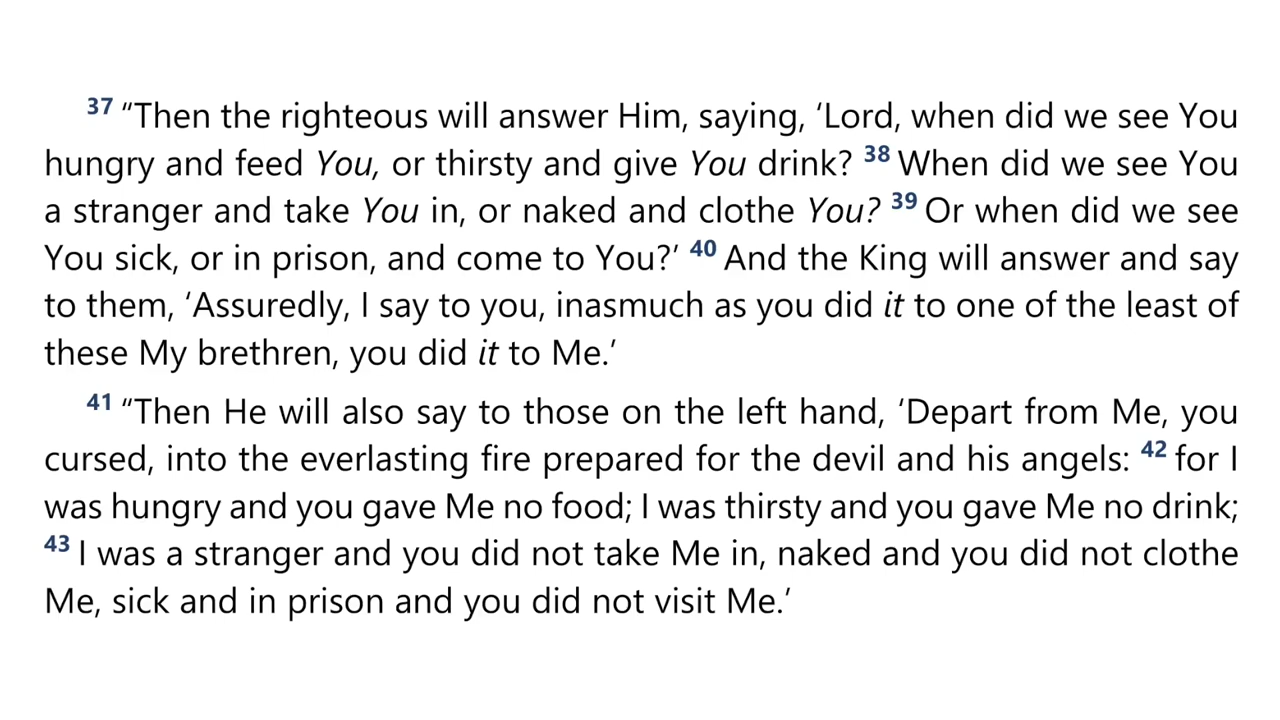 37 “Then the righteous will answer Him, saying, ‘Lord, when did we see You
hungry and feed You, or thirsty and give You drink? 38 When did we see You
a stranger and take You in, or naked and clothe You? 39 Or when did we see
You sick, or in prison, and come to You?’ 40 And the King will answer and say
to them, ‘Assuredly, I say to you, inasmuch as you did it to one of the least of
these My brethren, you did it to Me.’
41 “Then He will also say to those on the left hand, ‘Depart from Me, you
cursed, into the everlasting fire prepared for the devil and his angels: 42 for I
was hungry and you gave Me no food; I was thirsty and you gave Me no drink;
43 I was a stranger and you did not take Me in, naked and you did not clothe
Me, sick and in prison and you did not visit Me.’